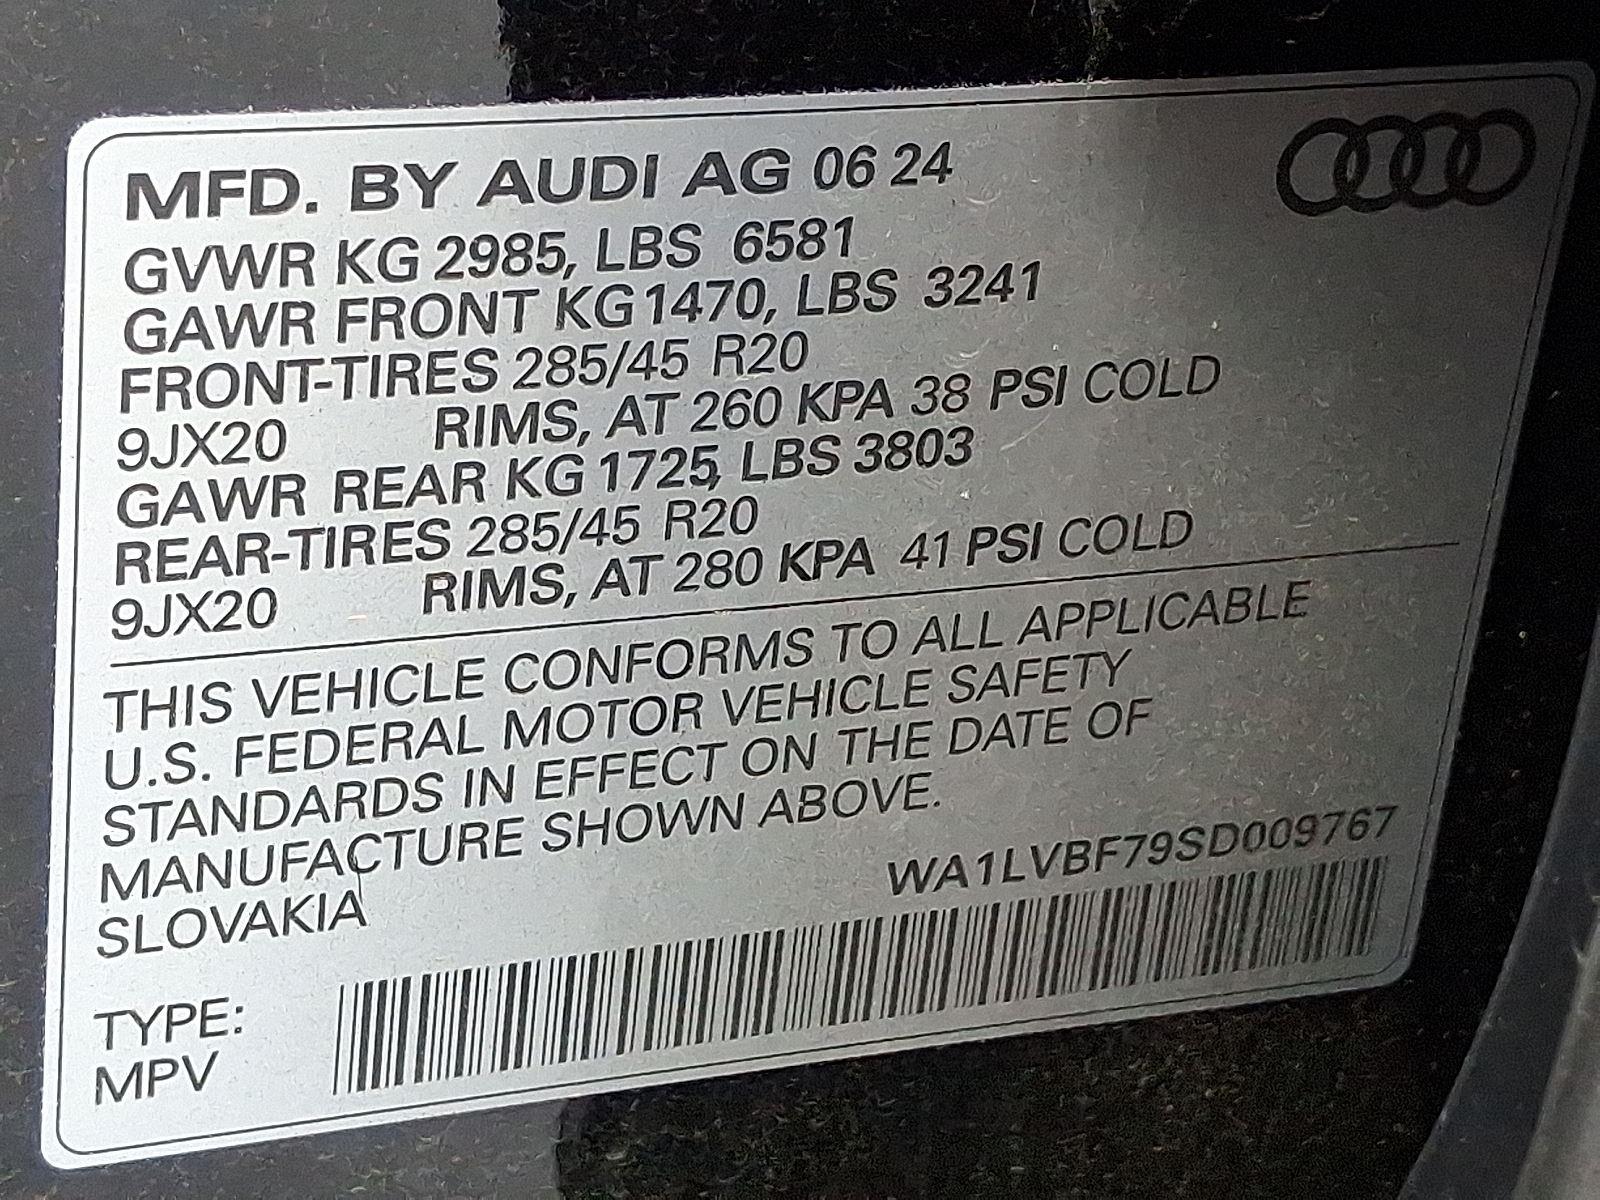 MFD. BY AUDI AG 06 24
GVWR KG 2985, LBS 6581
GAWR FRONT KG 1470, LBS 3241
FRONT-TIRES 285/45 R20
9JX20 RIMS, AT 260 KPA 38 PSI COLD
GAWR REAR KG 1725, LBS 3803
REAR-TIRES 285/45 R20
9JX20 RIMS, AT 280 KPA 41 PSI COLD
THIS VEHICLE CONFORMS TO ALL APPLICABLE
U.S. FEDERAL MOTOR VEHICLE SAFETY
STANDARDS IN EFFECT ON THE DATE OF
MANUFACTURE SHOWN ABOVE.
SLOVAKIA
WA1LVBF79SD009767
TYPE:
MPV